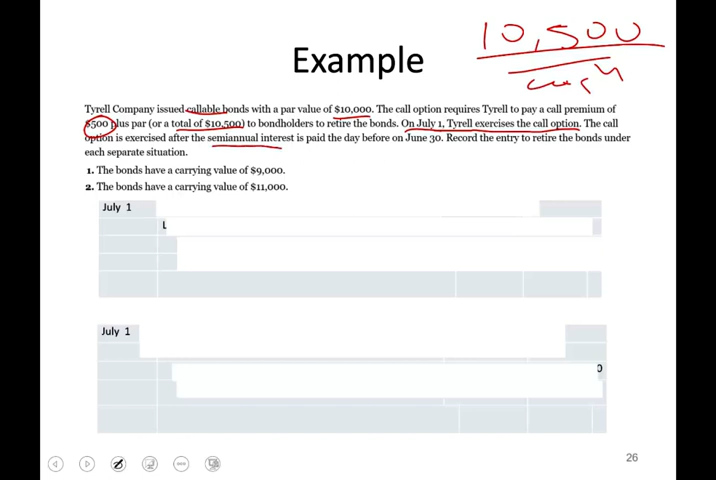 10,500
cash
Example
Tyrell Company issued callable bonds with a par value of $10,000. The call option requires Tyrell to pay a call premium of
$500 plus par (or a total of $10,500) to bondholders to retire the bonds. On July 1, Tyrell exercises the call option. The call
option is exercised after the semiannual interest is paid the day before on June 30. Record the entry to retire the bonds under
each separate situation.
1. The bonds have a carrying value of $9,000.
2. The bonds have a carrying value of $11,000.
July 1
July 1
26